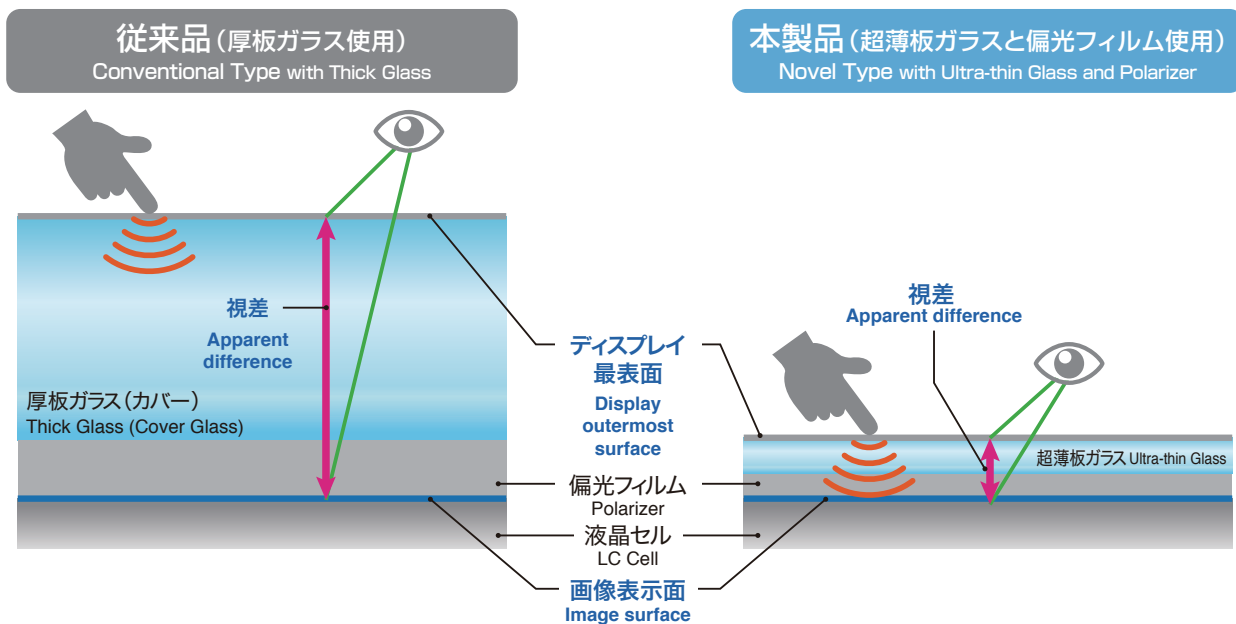 従来品（厚板ガラス使用）
Conventional Type with Thick Glass
本製品（超薄板ガラスと偏光フィルム使用）
Novel Type with Ultra-thin Glass and Polarizer
視差
Apparent
difference
厚板ガラス（カバー）
Thick Glass (Cover Glass)
ディスプレイ
最表面
Display
outermost
surface
偏光フィルム
Polarizer
液晶セル
LC Cell
画像表示面
Image surface
視差
Apparent difference
超薄板ガラス Ultra-thin Glass